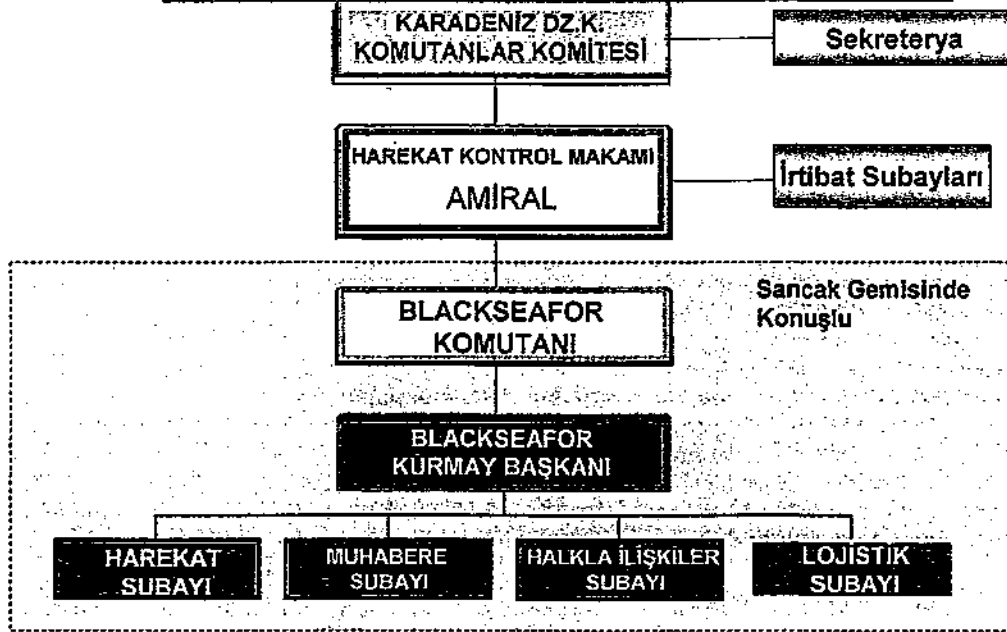 KARADENİZ DZ.K.
KOMUTANLAR KOMİTESİ
Sekreterya
HAREKAT KONTROL MAKAMI
AMİRAL
İrtibat Subayları
Sancak Gemisinde
Konuşlu
BLACKSEAFOR
KOMUTANI
BLACKSEAFOR
KURMAY BAŞKANI
HAREKAT
SUBAYI
MUHABERE
SUBAYI
HALKLA İLİŞKİLER
SUBAYI
LOJİSTİK
SUBAYI